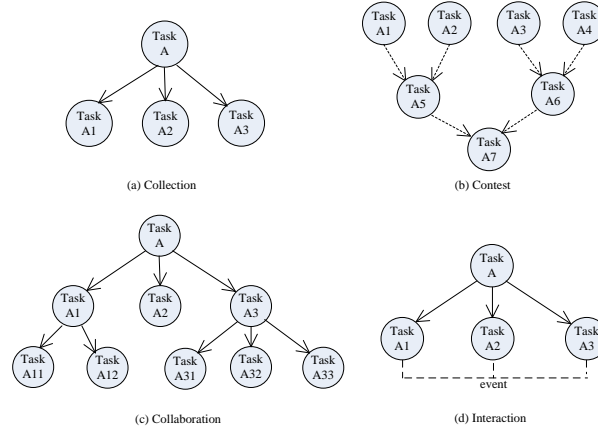 Task
A
Task
A1
Task
A2
Task
A3
(a) Collection
Task
A1
Task
A2
Task
A3
Task
A4
Task
A5
Task
A6
Task
A7
(b) Contest
Task
A
Task
A1
Task
A2
Task
A3
Task
A11
Task
A12
Task
A31
Task
A32
Task
A33
(c) Collaboration
Task
A
Task
A1
Task
A2
Task
A3
event
(d) Interaction